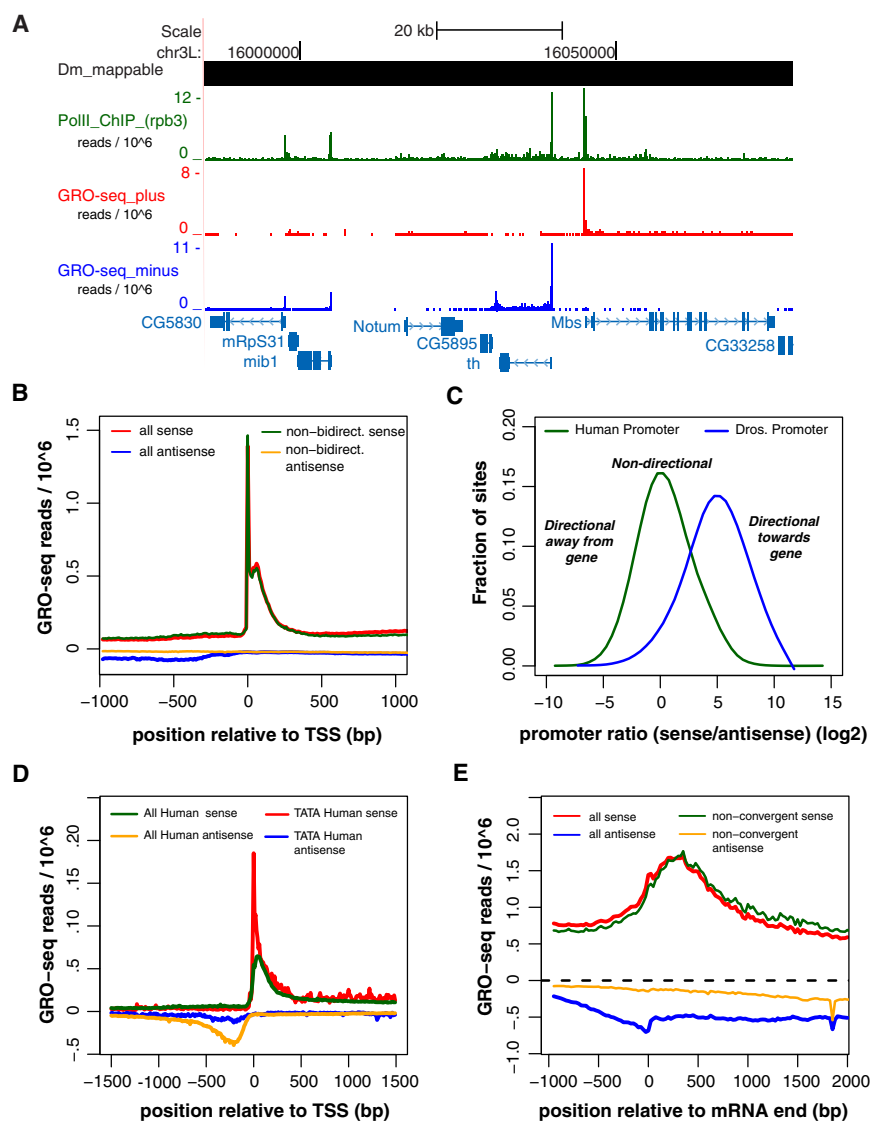 A
Scale
20 kb
chr3L:
16000000
16050000
Dm_mappable
12 -
PolII_ChIP_(rpb3)
reads / 10^6
0 _
8 -
GRO-seq_plus
reads / 10^6
0 _
11 -
GRO-seq_minus
reads / 10^6
0 _
CG5830
Notum
Mbs
mRpS31
CG5895
CG33258
mib1
th
B
all sense
all antisense
non-bidirect. sense
non-bidirect.
antisense
GRO-seq reads / 10^6
1.5
1.0
0.5
0
−1000
−500
0
500
1000
position relative to TSS (bp)
C
Human Promoter
Dros. Promoter
Non-directional
Directional
away from
gene
Directional
towards
gene
Fraction of sites
0.20
0.15
0.10
0.05
0.00
−10
−5
0
5
10
15
promoter ratio (sense/antisense) (log2)
D
All Human sense
All Human antisense
TATA Human sense
TATA Human
antisense
GRO−seq reads / 10^6
.25
.20
.15
.10
.5
0
-.5
−1500
−1000
−500
0
500
1000
1500
position relative to TSS (bp)
E
all sense
all antisense
non−convergent sense
non−convergent
antisense
GRO−seq reads / 10^6
2.0
1.5
1.0
.5
0
-.5
-1.0
−1000
−500
0
500
1000
1500
2000
position relative to mRNA end (bp)